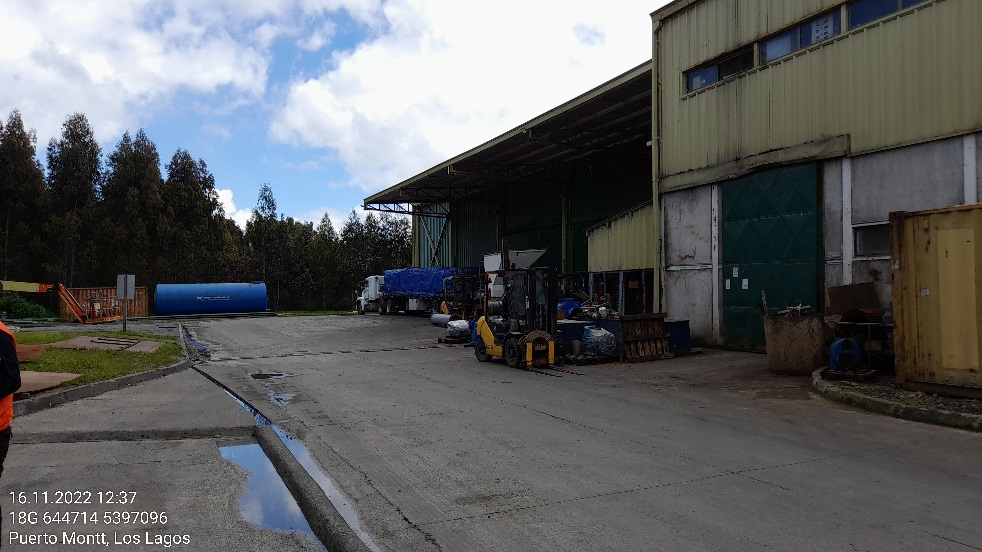 16.11.2022 12:37
18G 644714 5397096
Puerto Montt, Los Lagos